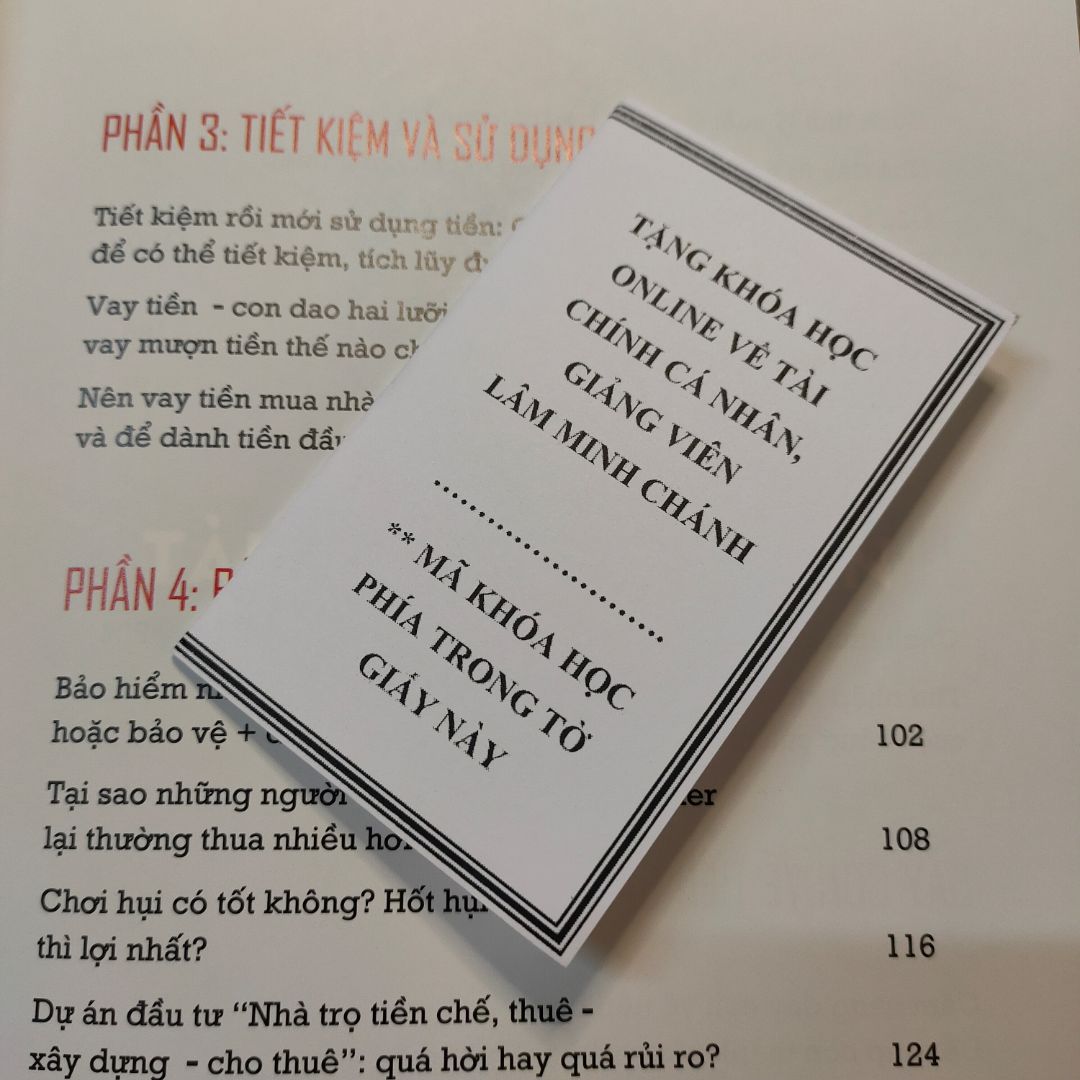 PHẦN 3: TIẾT KIỆM VÀ SỬ DỤNG
Tiết kiệm rồi mới sử dụng tiền:
để có thể tiết kiệm, tích lũy
Vay tiền - con dao hai lưỡi
vay mượn tiền thế nào
Nên vay tiền mua nhà
và để dành tiền
PHẦN 4:
Bảo hiểm
hoặc bảo vệ +
102
Tại sao những người
lại thường thua nhiều
108
Chơi hụi có tốt không? Hốt hụi
thì lợi nhất?
116
Dự án đầu tư “Nhà trọ tiền chế, thuê -
xây dựng - cho thuê”: quá hời hay quá rủi ro?
124
TẶNG KHÓA HỌC
ONLINE VỀ TÀI
CHÍNH CÁ NHÂN,
GIẢNG VIÊN
LÂM MINH CHÁNH
........................
** MÃ KHÓA HỌC
PHÍA TRONG TỜ
GIẤY NÀY